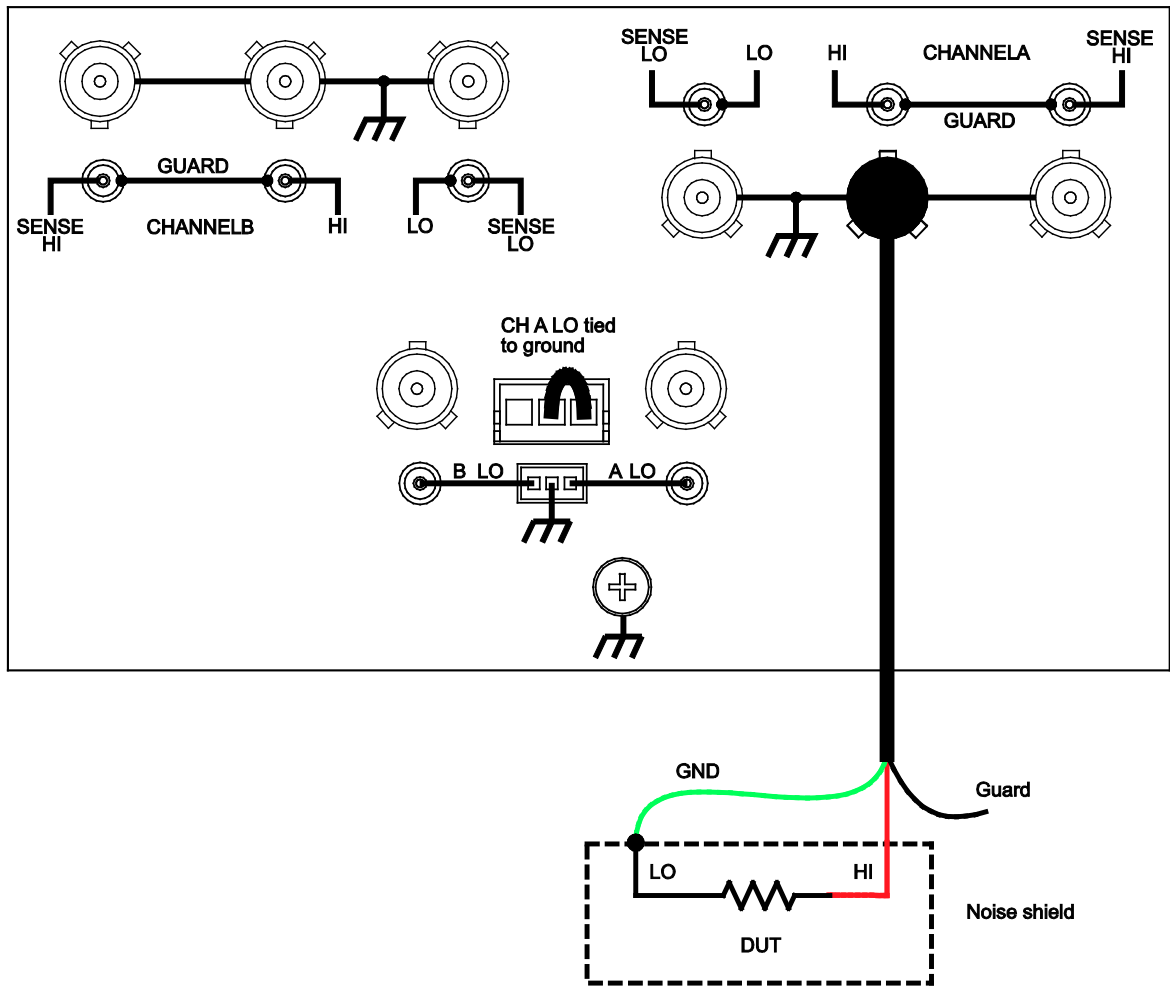 SENSE
LO
LO
HI
CHANNELA
SENSE
HI
GUARD
GUARD
SENSE
HI
CHANNELB
HI
LO
SENSE
LO
CH A LO tied
to ground
B LO
A LO
GND
Guard
LO
HI
Noise shield
DUT